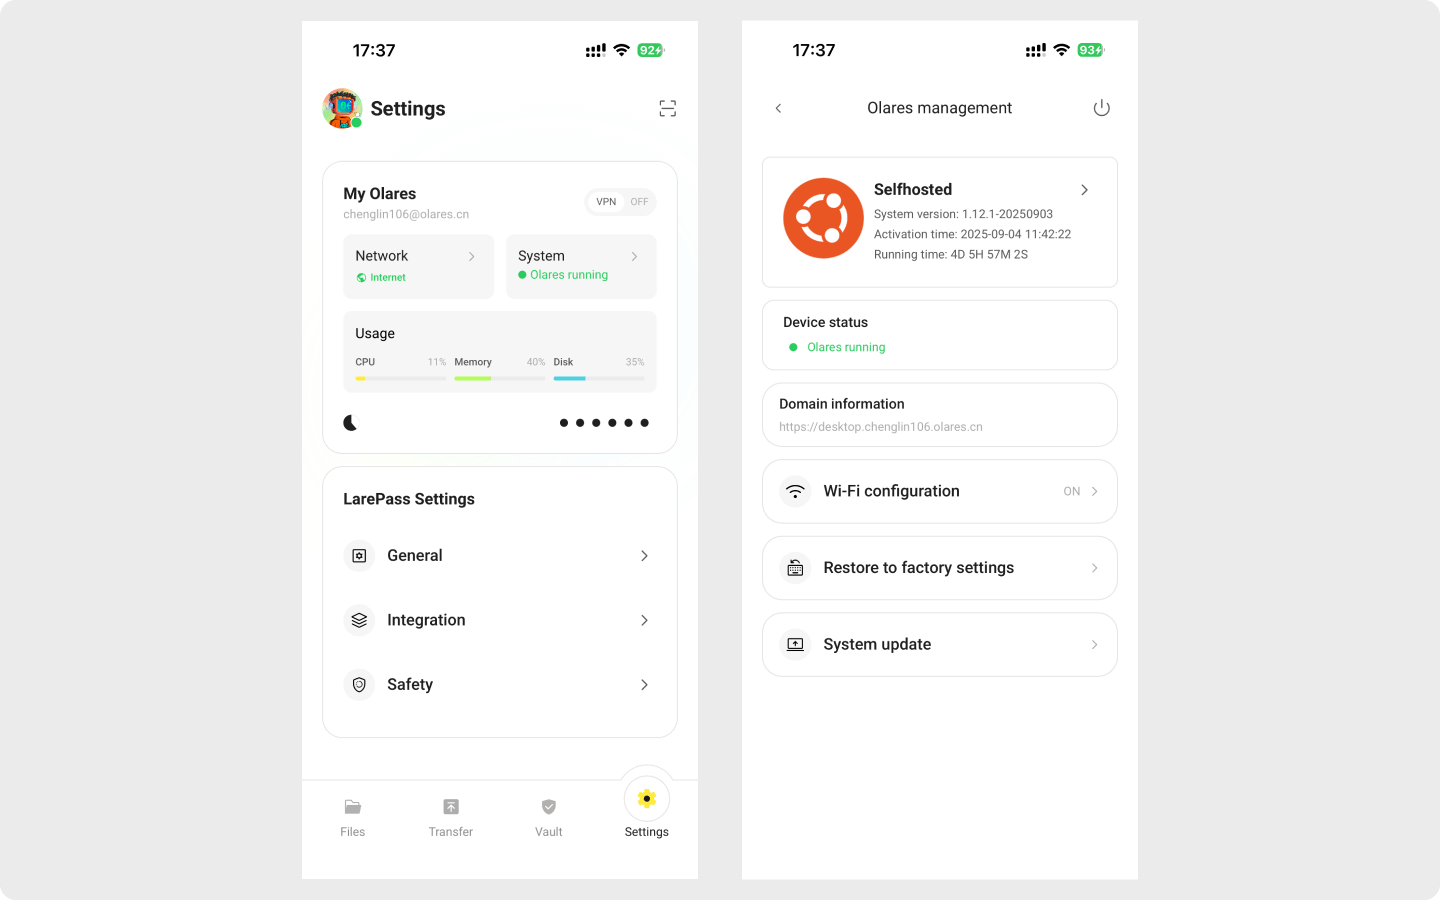 17:37
92
Settings
My Olares
chenglin106@olares.cn
VPN OFF
Network
Internet
System
Olares running
Usage
CPU 11% Memory 40% Disk 35%
LarePass Settings
General
Integration
Safety
Files Transfer Vault Settings
17:37
93
Olares management
Selfhosted
System version: 1.12.1-20250903
Activation time: 2025-09-04 11:42:22
Running time: 4D 5H 57M 2S
Device status
Olares running
Domain information
https://desktop.chenglin106.olares.cn
Wi-Fi configuration ON
Restore to factory settings
System update